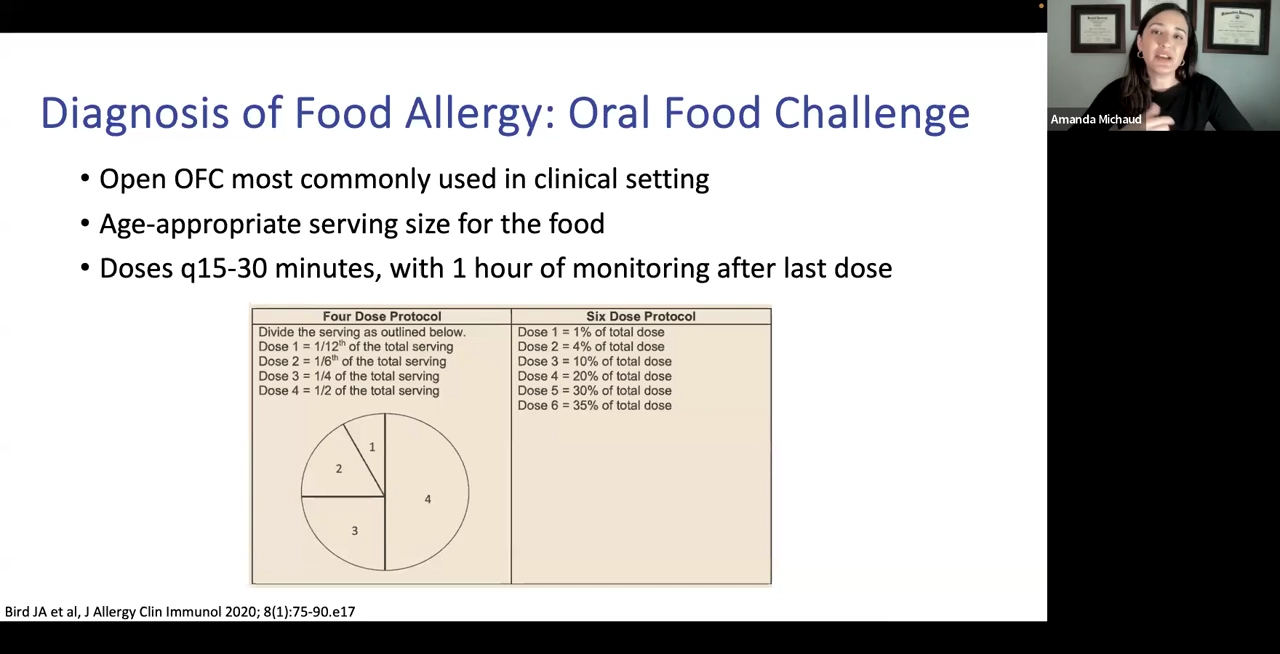 Diagnosis of Food Allergy: Oral Food Challenge
• Open OFC most commonly used in clinical setting
• Age-appropriate serving size for the food
• Doses q15-30 minutes, with 1 hour of monitoring after last dose
Four Dose Protocol
Divide the serving as outlined below.
Dose 1 = 1/12th of the total serving
Dose 2 = 1/6th of the total serving
Dose 3 = 1/4 of the total serving
Dose 4 = 1/2 of the total serving
1
2
3
4
Six Dose Protocol
Dose 1 = 1% of total dose
Dose 2 = 4% of total dose
Dose 3 = 10% of total dose
Dose 4 = 20% of total dose
Dose 5 = 30% of total dose
Dose 6 = 35% of total dose
Bird JA et al, J Allergy Clin Immunol 2020; 8(1):75-90.e17
Amanda Michaud